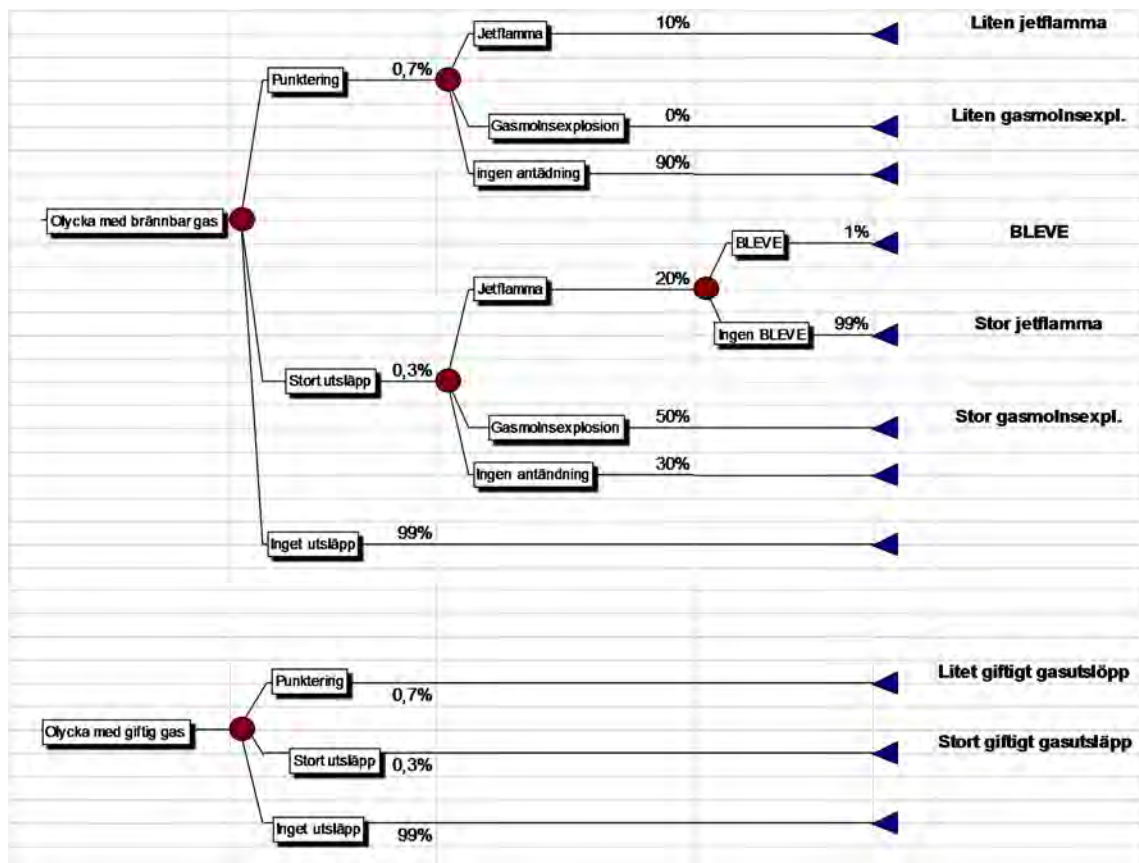 Jetflamma 10% Liten jetflamma
Punktering 0,7%
Gasmolnsexplosion 0% Liten gasmolnsexpl.
ingen antädning 90%
Olycka med brännbar gas
BLEVE 1% BLEVE
Jetflamma 20%
Ingen BLEVE 99% Stor jetflamma
Stort utsläpp 0,3%
Gasmolnsexplosion 50% Stor gasmolnsexpl.
Ingen antändning 30%
Inget utsläpp 99%
Punktering 0,7% Litet giftigt gasutslöpp
Olycka med giftig gas
Stort utsläpp 0,3% Stort giftigt gasutsläpp
Inget utsläpp 99%